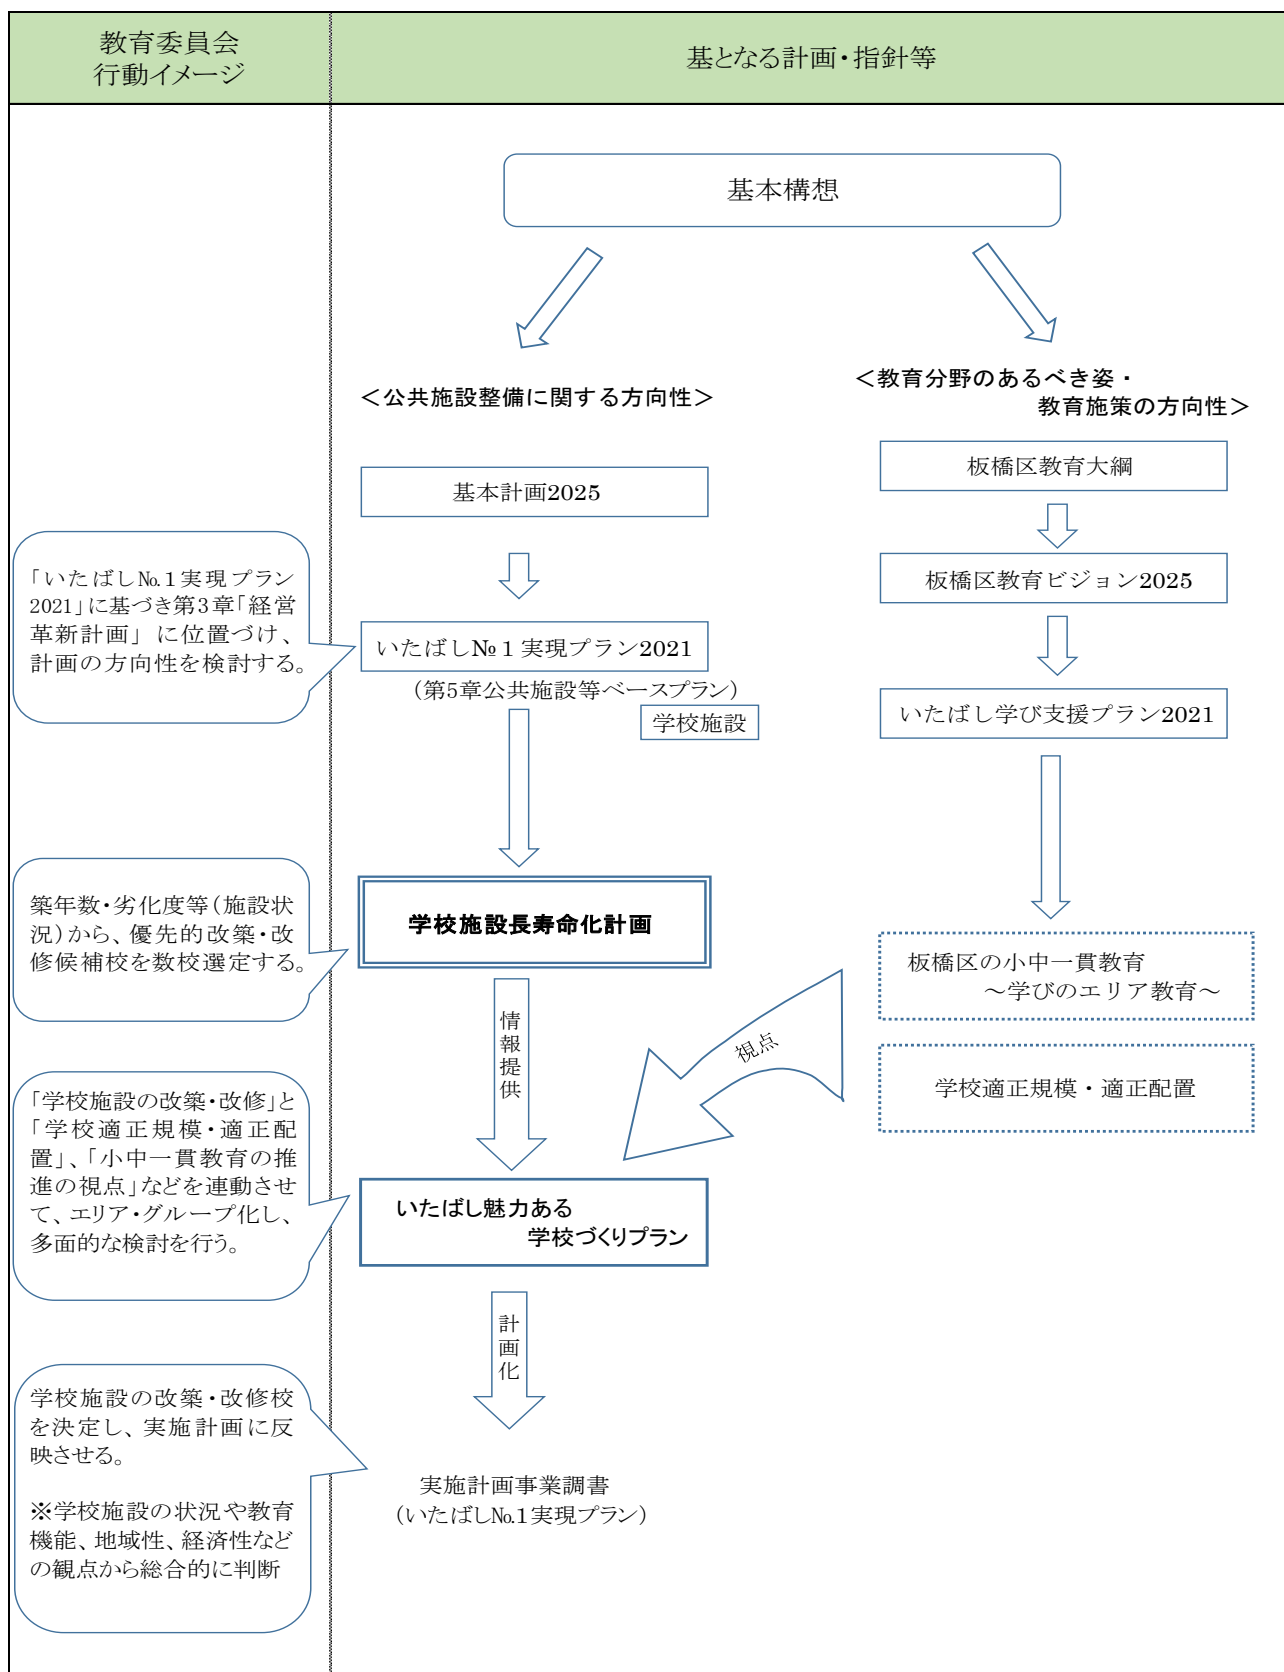 教育委員会
行動イメージ
基となる計画・指針等
基本構想
＜公共施設整備に関する方向性＞
＜教育分野のあるべき姿・
教育施策の方向性＞
基本計画2025
板橋区教育大綱
板橋区教育ビジョン2025
「いたばし№１実現プラン
2021」に基づき第3章「経営
革新計画」 に位置づけ、
計画の方向性を検討する。
いたばし№１実現プラン2021
（第5章公共施設等ベースプラン）
学校施設
いたばし学び支援プラン2021
築年数・劣化度等（施設状
況）から、優先的改築・改
修候補校を数校選定する。
学校施設長寿命化計画
板橋区の小中一貫教育
～学びのエリア教育～
情報提供
視点
学校適正規模・適正配置
「学校施設の改築・改修」と
「学校適正規模・適正配
置」、「小中一貫教育の推
進の視点」などを連動させ
て、エリア・グループ化し、
多面的な検討を行う。
いたばし魅力ある
学校づくりプラン
計画化
学校施設の改築・改修校
を決定し、実施計画に反
映させる。
※学校施設の状況や教育
機能、地域性、経済性など
の観点から総合的に判断
実施計画事業調書
（いたばし№1実現プラン）